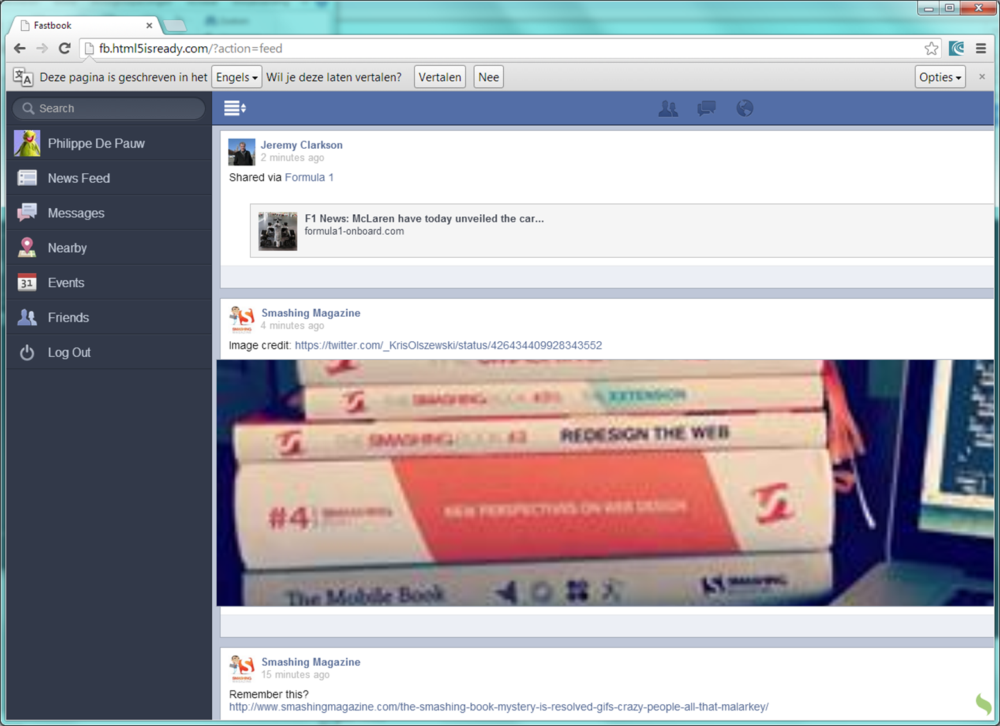 Fastbook
fb.html5isready.com/?action=feed
Deze pagina is geschreven in het Engels Wil je deze laten vertalen? Vertalen Nee Opties
Search
Philippe De Pauw
News Feed
Messages
Nearby
31 Events
Friends
Log Out
Jeremy Clarkson
2 minutes ago
Shared via Formula 1
F1 News: McLaren have today unveiled the car...
formula1-onboard.com
Smashing Magazine
4 minutes ago
Image credit: https://twitter.com/_KrisOlszewski/status/426434409928343552
THE SMASHING BOOK EXTENSION
THE SMASHING BOOK #3 REDESIGN THE WEB
#4 SMASHING NEW PERSPECTIVES ON WEB DESIGN
The Mobile Book SMASHING
Smashing Magazine
15 minutes ago
Remember this?
http://www.smashingmagazine.com/the-smashing-book-mystery-is-resolved-gifs-crazy-people-all-that-malarkey/